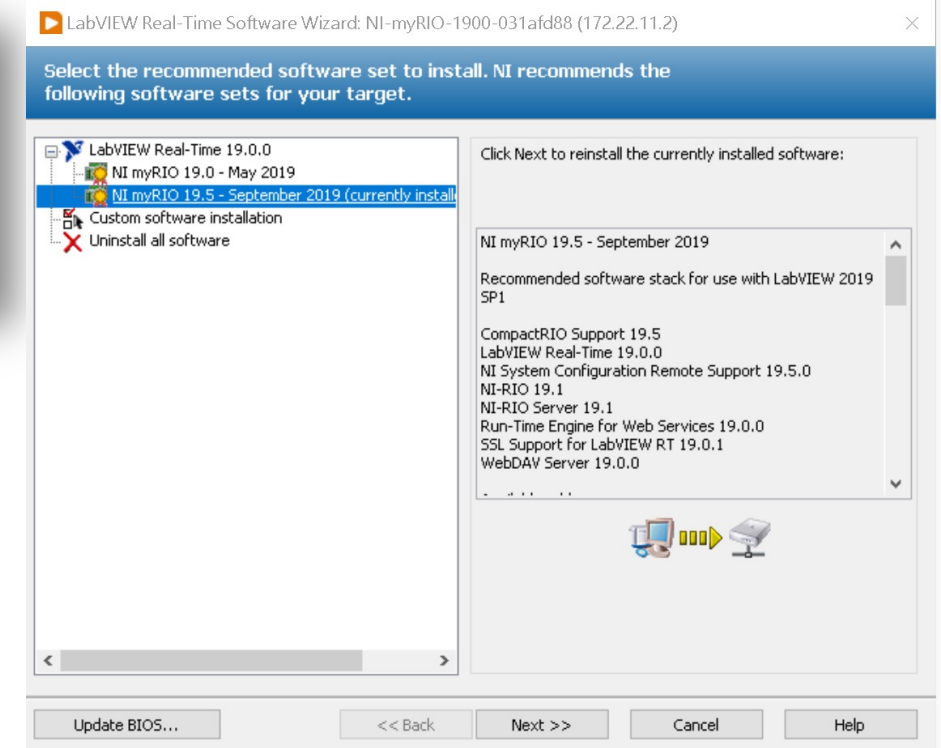 LabVIEW Real-Time Software Wizard: NI-myRIO-1900-031afd88 (172.22.11.2)
Select the recommended software set to install. NI recommends the
following software sets for your target.
LabVIEW Real-Time 19.0.0
NI myRIO 19.0 - May 2019
NI myRIO 19.5 - September 2019 (currently
Custom software installation
Uninstall all software
Click Next to reinstall the currently installed software:
NI myRIO 19.5 - September 2019
Recommended software stack for use with LabVIEW 2019
SP1
CompactRIO Support 19.5
LabVIEW Real-Time 19.0.0
NI System Configuration Remote Support 19.5.0
NI-RIO 19.1
NI-RIO Server 19.1
Run-Time Engine for Web Services 19.0.0
SSL Support for LabVIEW RT 19.0.1
WebDAV Server 19.0.0
Update BIOS...
<< Back
Next >>
Cancel
Help